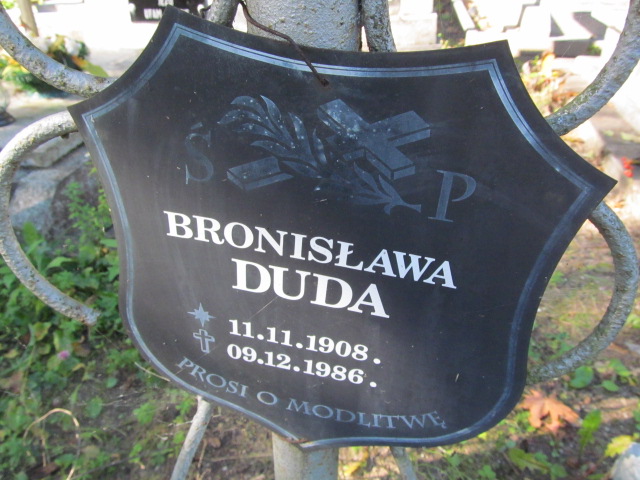 S P
BRONISŁAWA
DUDA
11.11.1908.
09.12.1986.
PROSI O MODLITWĘ